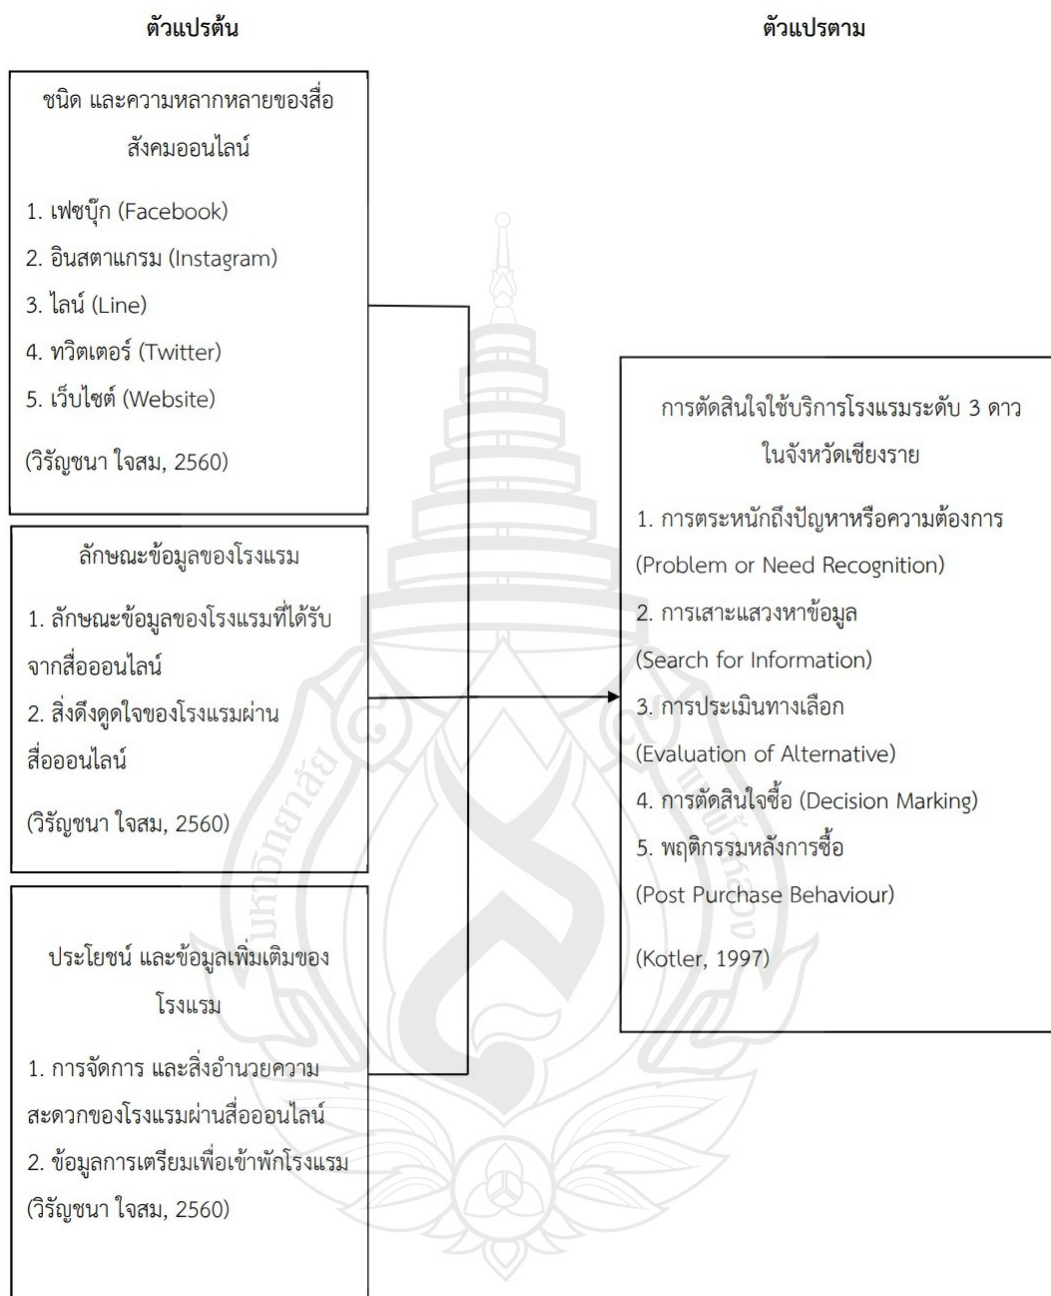 ตัวแปรต้น
ตัวแปรตาม
ชนิด และความหลากหลายของสื่อ
สังคมออนไลน์
1. เฟซบุ๊ก (Facebook)
2. อินสตาแกรม (Instagram)
3. ไลน์ (Line)
4. ทวิตเตอร์ (Twitter)
5. เว็บไซต์ (Website)
(วิรัญชนา ใจสม, 2560)
ลักษณะข้อมูลของโรงแรม
1. ลักษณะข้อมูลของโรงแรมที่ได้รับ
จากสื่อออนไลน์
2. สิ่งดึงดูดใจของโรงแรมผ่าน
สื่อออนไลน์
(วิรัญชนา ใจสม, 2560)
ประโยชน์ และข้อมูลเพิ่มเติมของ
โรงแรม
1. การจัดการ และสิ่งอำนวยความ
สะดวกของโรงแรมผ่านสื่อออนไลน์
2. ข้อมูลการเตรียมเพื่อเข้าพักโรงแรม
(วิรัญชนา ใจสม, 2560)
การตัดสินใจใช้บริการโรงแรมระดับ 3 ดาว
ในจังหวัดเชียงราย
1. การตระหนักถึงปัญหาหรือความต้องการ
(Problem or Need Recognition)
2. การเสาะแสวงหาข้อมูล
(Search for Information)
3. การประเมินทางเลือก
(Evaluation of Alternative)
4. การตัดสินใจซื้อ (Decision Marking)
5. พฤติกรรมหลังการซื้อ
(Post Purchase Behaviour)
(Kotler, 1997)
มหาวิทยาลัย
แม่ฟ้าหลวง